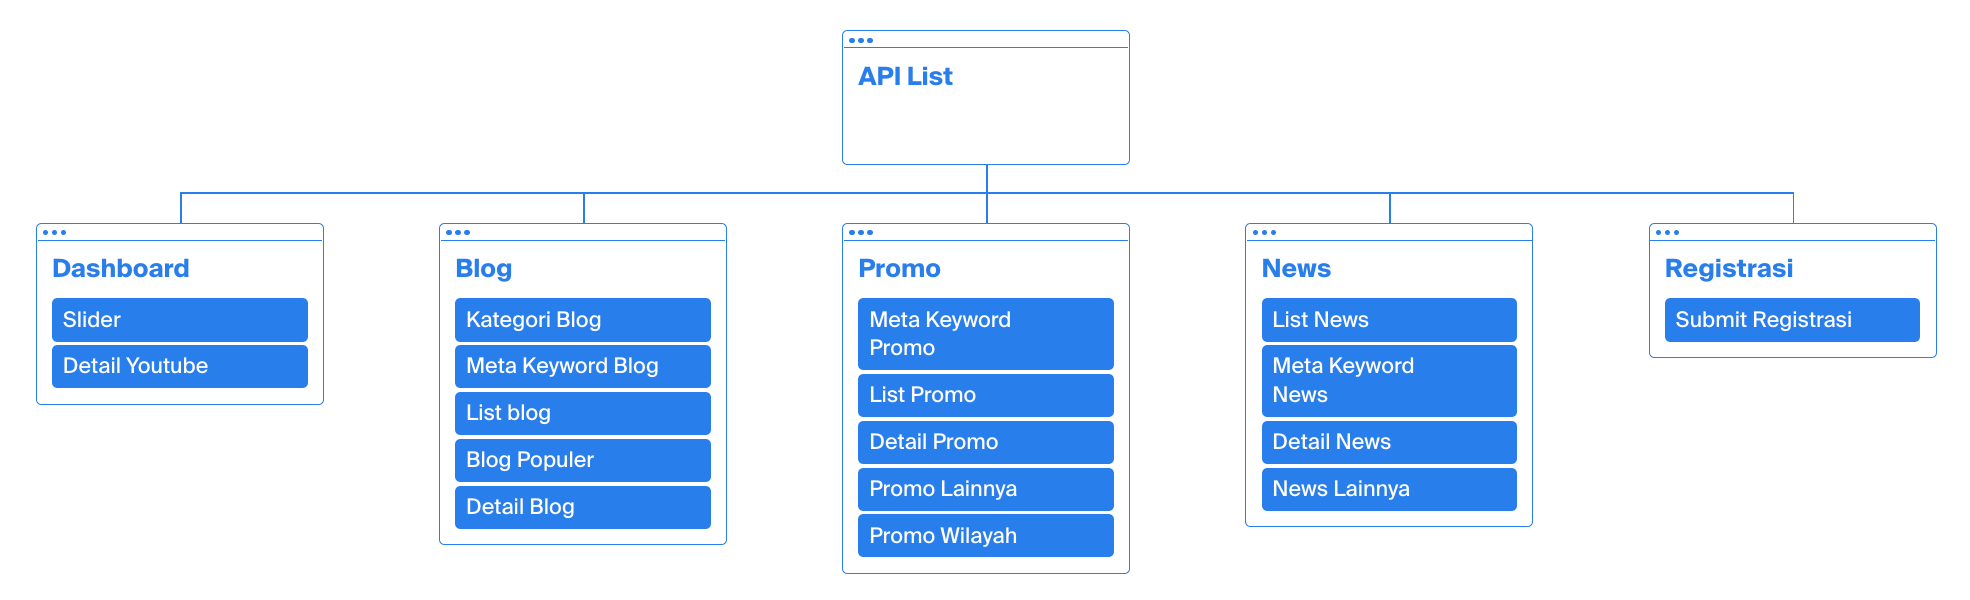 API List
Dashboard
Slider
Detail Youtube
Blog
Kategori Blog
Meta Keyword Blog
List blog
Blog Populer
Detail Blog
Promo
Meta Keyword
Promo
List Promo
Detail Promo
Promo Lainnya
Promo Wilayah
News
List News
Meta Keyword
News
Detail News
News Lainnya
Registrasi
Submit Registrasi